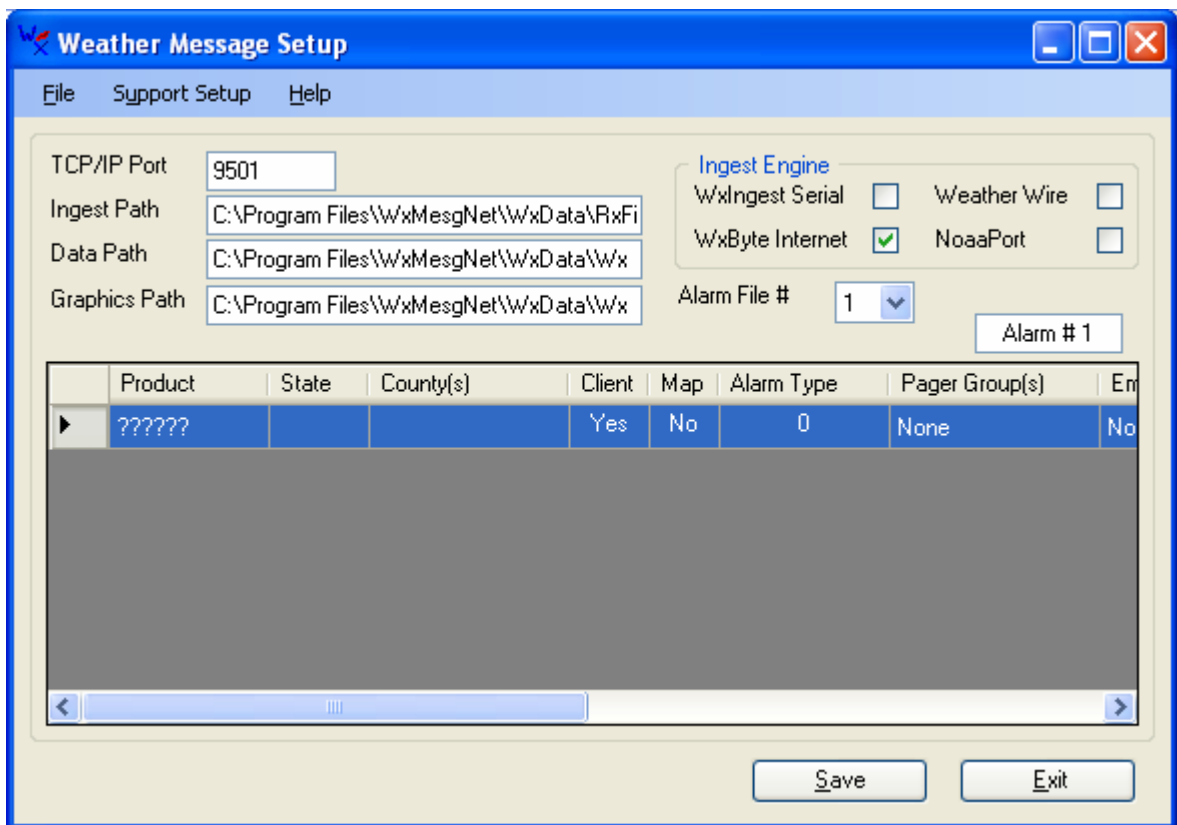 Weather Message Setup
File Support Setup Help
TCP/IP Port 9501
Ingest Path C:\Program Files\WxMesgNet\WxData\RxFi
Data Path C:\Program Files\WxMesgNet\WxData\Wx
Graphics Path C:\Program Files\WxMesgNet\WxData\Wx
Ingest Engine
WxIngest Serial Weather Wire
WxByte Internet NoaaPort
Alarm File # 1
Alarm # 1
Product State County(s) Client Map Alarm Type Pager Group(s) Em
?????? Yes No 0 None No
Save Exit